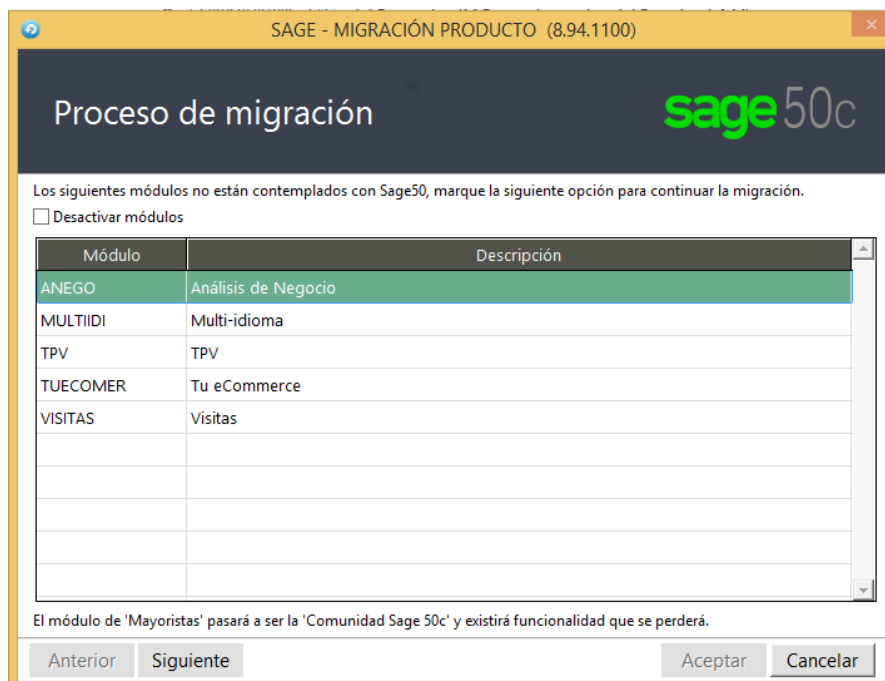 SAGE - MIGRACIÓN PRODUCTO (8.94.1100)
Proceso de migración
sage 50c
Los siguientes módulos no están contemplados con Sage50, marque la siguiente opción para continuar la migración.
Desactivar módulos
Módulo Descripción
ANEGO Análisis de Negocio
MULTIIDI Multi-idioma
TPV TPV
TUECOMER Tu eCommerce
VISITAS Visitas
El módulo de 'Mayoristas' pasará a ser la 'Comunidad Sage 50c' y existirá funcionalidad que se perderá.
Anterior Siguiente Aceptar Cancelar